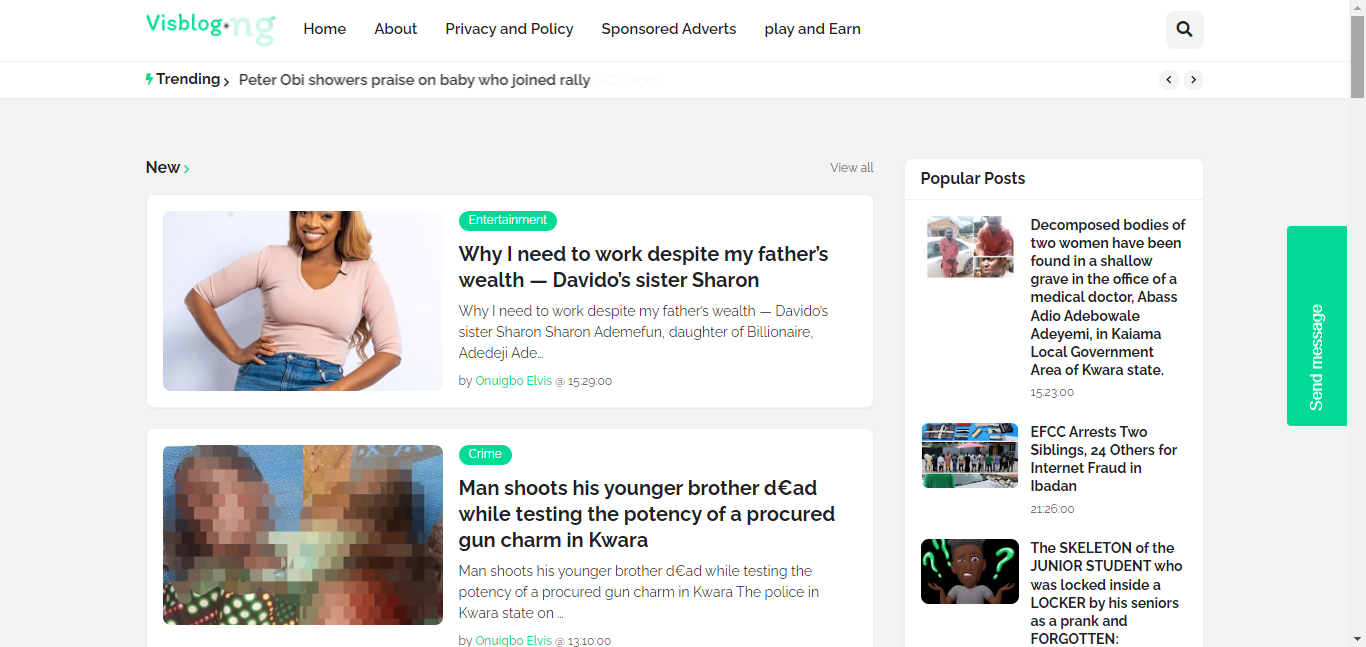 Visblog•ng
Home
About
Privacy and Policy
Sponsored Adverts
play and Earn
Trending
Peter Obi showers praise on baby who joined rally
New
View all
Entertainment
Why I need to work despite my father’s
wealth — Davido’s sister Sharon
Why I need to work despite my father’s wealth — Davido’s
sister Sharon Sharon Ademefun, daughter of Billionaire,
Adedeji Ade…
by Onuigbo Elvis @ 15:29:00
Crime
Man shoots his younger brother d€ad
while testing the potency of a procured
gun charm in Kwara
Man shoots his younger brother d€ad while testing the
potency of a procured gun charm in Kwara The police in
Kwara state on …
by Onuigbo Elvis @ 13:10:00
Popular Posts
Decomposed bodies of
two women have been
found in a shallow
grave in the office of a
medical doctor, Abass
Adio Adebowale
Adeyemi, in Kaiama
Local Government
Area of Kwara state.
15:23:00
EFCC Arrests Two
Siblings, 24 Others for
Internet Fraud in
Ibadan
21:26:00
The SKELETON of the
JUNIOR STUDENT who
was locked inside a
LOCKER by his seniors
as a prank and
FORGOTTEN:
Send message